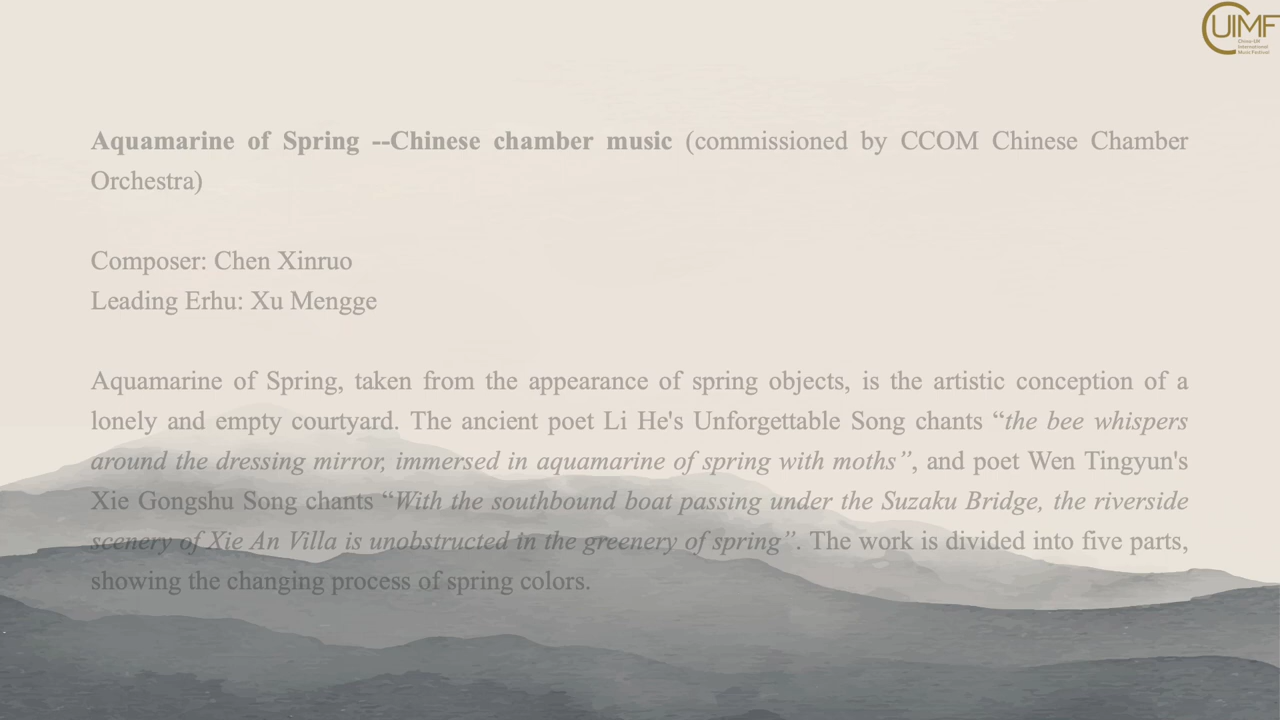 CUIMF
China-UK
International
Music Festival
Aquamarine of Spring --Chinese chamber music (commissioned by CCOM Chinese Chamber
Orchestra)
Composer: Chen Xinruo
Leading Erhu: Xu Mengge
Aquamarine of Spring, taken from the appearance of spring objects, is the artistic conception of a
lonely and empty courtyard. The ancient poet Li He's Unforgettable Song chants “the bee whispers
around the dressing mirror, immersed in aquamarine of spring with moths”, and poet Wen Tingyun's
Xie Gongshu Song chants “With the southbound boat passing under the Suzaku Bridge, the riverside
scenery of Xie An Villa is unobstructed in the greenery of spring”. The work is divided into five parts,
showing the changing process of spring colors.